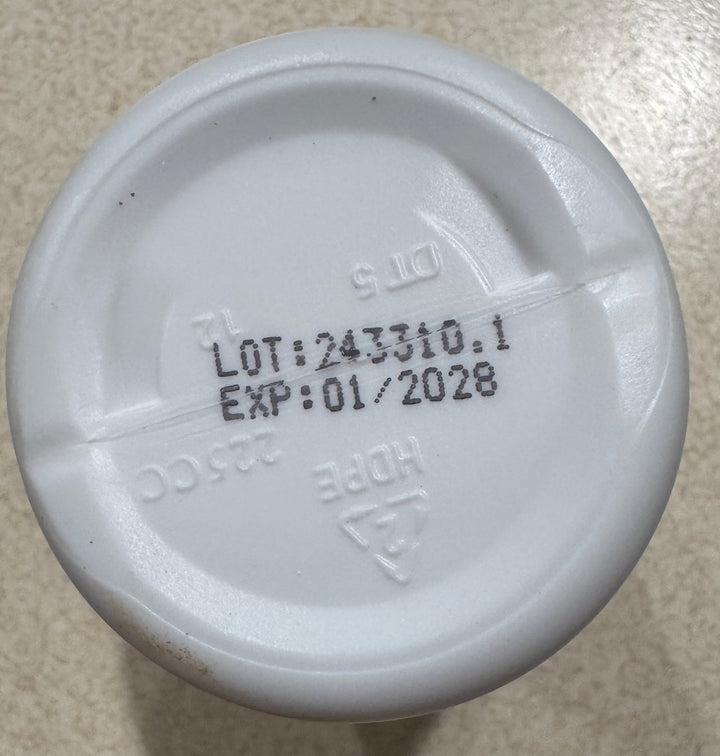 DT5
12
LOT:243310.1
EXP:01/2028
225CC
HDPE
2